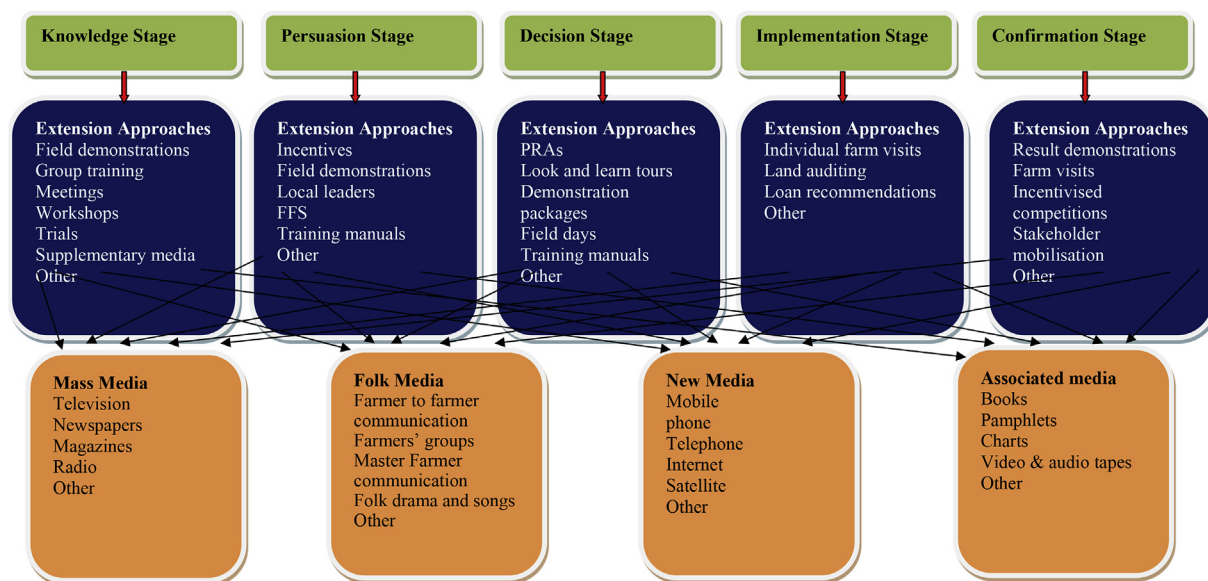 Knowledge Stage
Persuasion Stage
Decision Stage
Implementation Stage
Confirmation Stage
Extension Approaches
Field demonstrations
Group training
Meetings
Workshops
Trials
Supplementary media
Other
Extension Approaches
Incentives
Field demonstrations
Local leaders
FFS
Training manuals
Other
Extension Approaches
PRAs
Look and learn tours
Demonstration
packages
Field days
Training manuals
Other
Extension Approaches
Individual farm visits
Land auditing
Loan recommendations
Other
Extension Approaches
Result demonstrations
Farm visits
Incentivised
competitions
Stakeholder
mobilisation
Other
Mass Media
Television
Newspapers
Magazines
Radio
Other
Folk Media
Farmer to farmer
communication
Farmers' groups
Master Farmer
communication
Folk drama and songs
Other
New Media
Mobile
phone
Telephone
Internet
Satellite
Other
Associated media
Books
Pamphlets
Charts
Video & audio tapes
Other